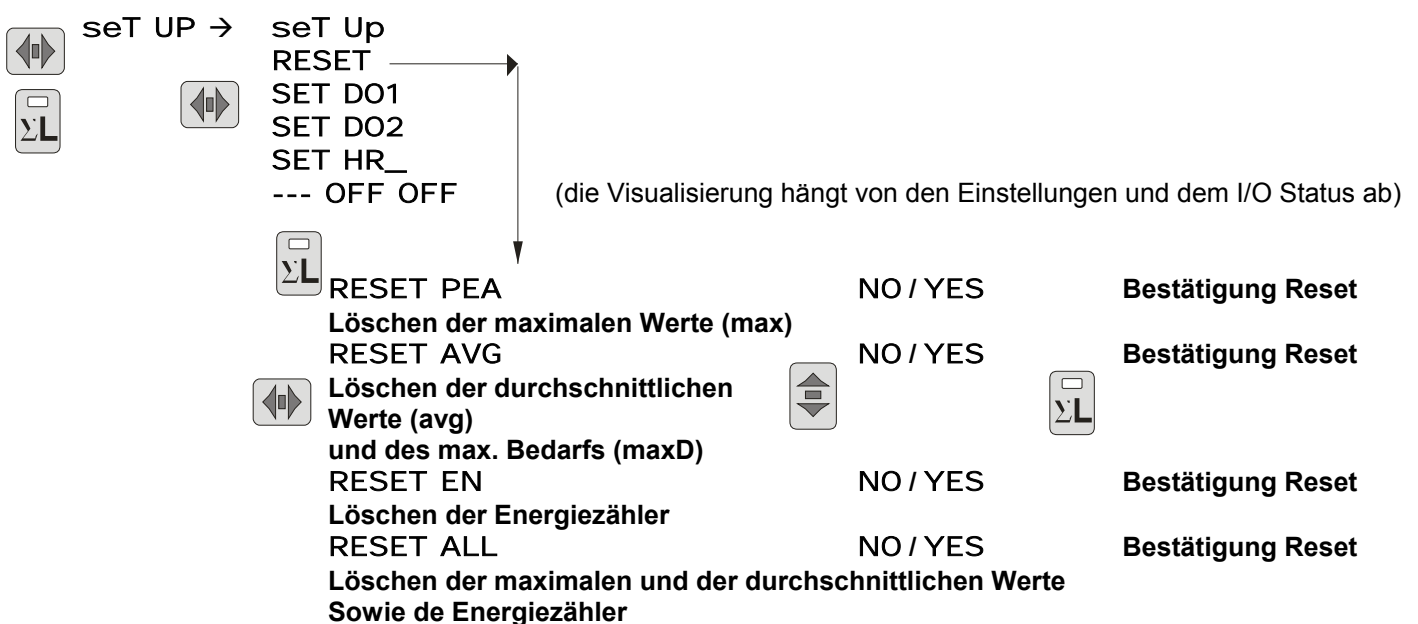 seT UP → seT Up
RESET
ΣL
SET DO1
SET DO2
SET HR_
--- OFF OFF (die Visualisierung hängt von den Einstellungen und dem I/O Status ab)
ΣL
RESET PEA NO / YES Bestätigung Reset
Löschen der maximalen Werte (max)
RESET AVG NO / YES Bestätigung Reset
Löschen der durchschnittlichen
Werte (avg)
ΣL
und des max. Bedarfs (maxD)
RESET EN NO / YES Bestätigung Reset
Löschen der Energiezähler
RESET ALL NO / YES Bestätigung Reset
Löschen der maximalen und der durchschnittlichen Werte
Sowie de Energiezähler